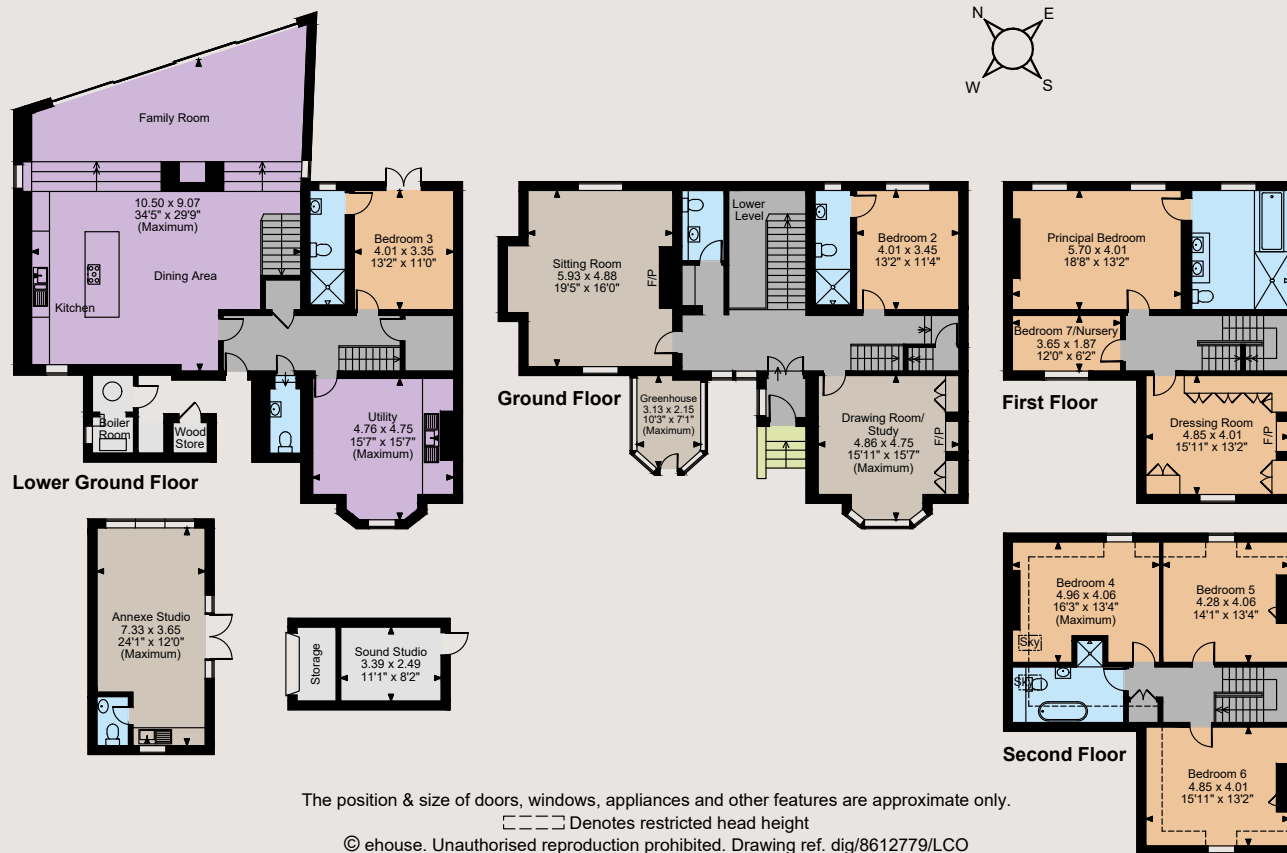 N
E
W
S
Family Room
10.50 x 9.07
34'5" x 29'9"
(Maximum)
Dining Area
Kitchen
Bedroom 3
4.01 x 3.35
13'2" x 11'0"
Boiler
Room
Wood
Store
Utility
4.76 x 4.75
15'7" x 15'7"
(Maximum)
Lower Ground Floor
Sitting Room
5.93 x 4.88
19'5" x 16'0"
F/P
Lower
Level
Bedroom 2
4.01 x 3.45
13'2" x 11'4"
Greenhouse
3.13 x 2.15
10'3" x 7'1"
(Maximum)
Drawing Room/
Study
4.86 x 4.75
15'11" x 15'7"
(Maximum)
F/P
Ground Floor
Principal Bedroom
5.70 x 4.01
18'8" x 13'2"
Bedroom 7/Nursery
3.65 x 1.87
12'0" x 6'2"
Dressing Room
4.85 x 4.01
15'11" x 13'2"
F/P
First Floor
Annexe Studio
7.33 x 3.65
24'1" x 12'0"
(Maximum)
Storage
Sound Studio
3.39 x 2.49
11'1" x 8'2"
Bedroom 4
4.96 x 4.06
16'3" x 13'4"
(Maximum)
Sky
Sky
Bedroom 5
4.28 x 4.06
14'1" x 13'4"
Second Floor
Bedroom 6
4.85 x 4.01
15'11" x 13'2"
The position & size of doors, windows, appliances and other features are approximate only.
Denotes restricted head height
© ehouse. Unauthorised reproduction prohibited. Drawing ref. dig/8612779/LCO